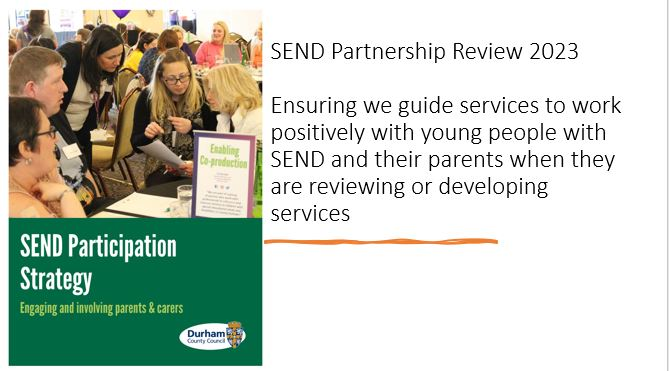 SEND Partnership Review 2023
Ensuring we guide services to work
positively with young people with
SEND and their parents when they
are reviewing or developing
services
Enabling
Co-production
SEND Participation
Strategy
Engaging and involving parents & carers
Durham
County Council